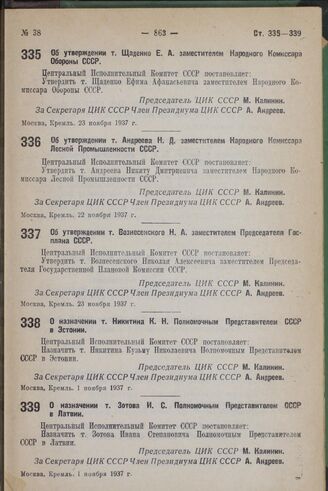 № 38 — 863 — Ст. 335—339
335 Об утверждении т. Щаденко Е. А. заместителем Народного Комиссара
Обороны СССР.
Центральный Исполнительный Комитет СССР постановляет:
Утвердить т. Щаденко Ефима Афанасьевича заместителем Народного Ко-
миссара Обороны СССР.
Председатель ЦИК СССР М. Калинин.
За Секретаря ЦИК СССР Член Президиума ЦИК СССР А. Андреев.
Москва, Кремль. 23 ноября 1937 г.
336 Об утверждении т. Андреева Н. Д. заместителем Народного Комиссара
Лесной Промышленности СССР.
Центральный Исполнительный Комитет СССР постановляет:
Утвердить т. Андреева Никиту Дмитриевича заместителем Народного Ко-
миссара Лесной Промышленности СССР.
Председатель ЦИК СССР М. Калинин.
За Секретаря ЦИК СССР Член Президиума ЦИК СССР А. Андреев.
Москва, Кремль, 22 ноября 1937 г.
337 Об утверждении т. Вознесенского Н. А. заместителем Председателя Гос-
плана СССР.
Центральный Исполнительный Комитет СССР постановляет:
Утвердить т. Вознесенского Николая Алексеевича заместителем Председа-
теля Государственной Плановой Комиссии СССР.
Председатель ЦИК СССР М. Калинин.
За Секретаря ЦИК СССР Член Президиума ЦИК СССР А. Андреев.
Москва, Кремль, 23 ноября 1937 г.
338 О назначении т. Никитина К. Н. Полномочным Представителем СССР
в Эстонии.
Центральный Исполнительный Комитет СССР постановляет:
Назначить т. Никитина Кузьму Николаевича Полномочным Представителем
СССР в Эстонии.
Председатель ЦИК СССР М. Калинин.
За Секретаря ЦИК СССР Член Президиума ЦИК СССР А. Андреев.
Москва, Кремль. 1 ноября 1937 г.
339 О назначении т. Зотова И. С. Полномочным Представителем СССР
в Латвии.
Центральный Исполнительный Комитет СССР постановляет:
Назначить т. Зотова Ивана Степановича Полномочным Представителем
СССР в Латвии.
Председатель ЦИК СССР М. Калинин.
За Секретаря ЦИК СССР Член Президиума ЦИК СССР А. Андреев.
Москва, Кремль. 1 ноября 1937 г.